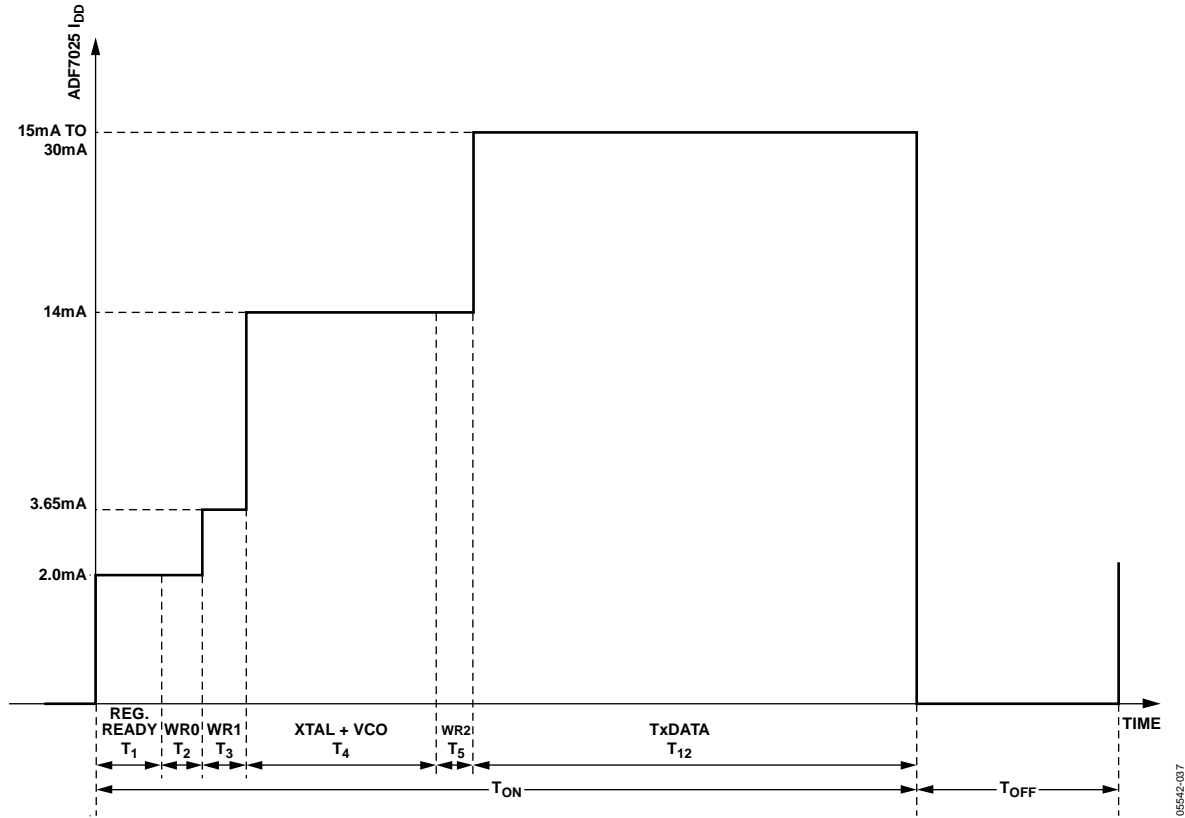 ADF7025 IDD
15mA TO
30mA
14mA
3.65mA
2.0mA
REG.
READY
T1
WR0
T2
WR1
T3
XTAL + VCO
T4
WR2
T5
TxDATA
T12
TIME
TON
TOFF
05542-037